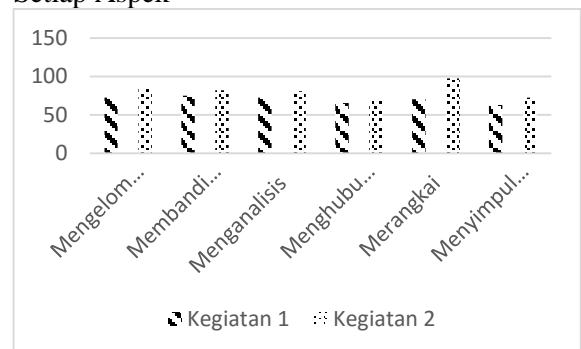 Setiap Aspek
150
100
50
0
Mengelom...
Membandi...
Menganalisis
Menghubu...
Merangkai
Menyimpul...
Kegiatan 1 Kegiatan 2